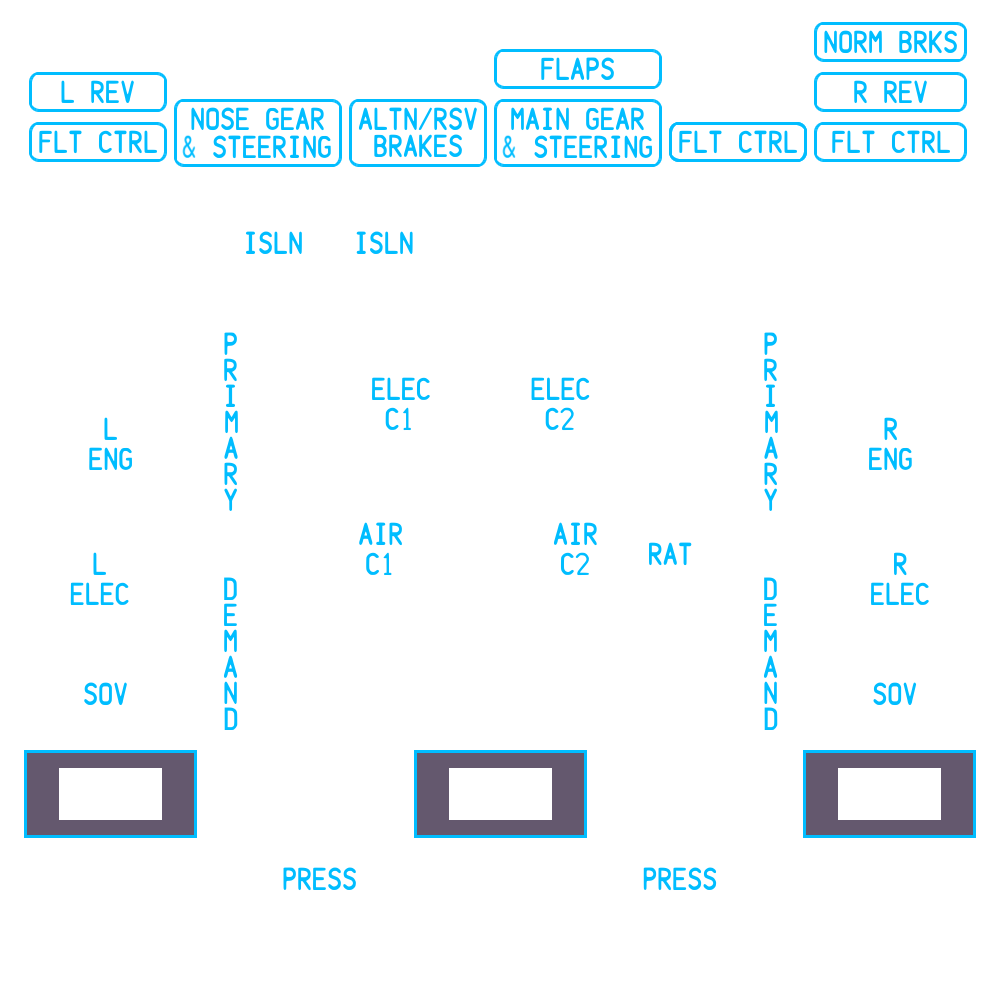 NORM BRKS
FLAPS
L REV
R REV
NOSE GEAR
& STEERING
ALTN/RSV
BRAKES
MAIN GEAR
& STEERING
FLT CTRL
FLT CTRL
FLT CTRL
ISLN
ISLN
PRIMARY
PRIMARY
ELEC
C1
ELEC
C2
L
ENG
R
ENG
AIR
C1
AIR
C2
RAT
L
ELEC
R
ELEC
DEMAND
DEMAND
SOV
SOV
PRESS
PRESS